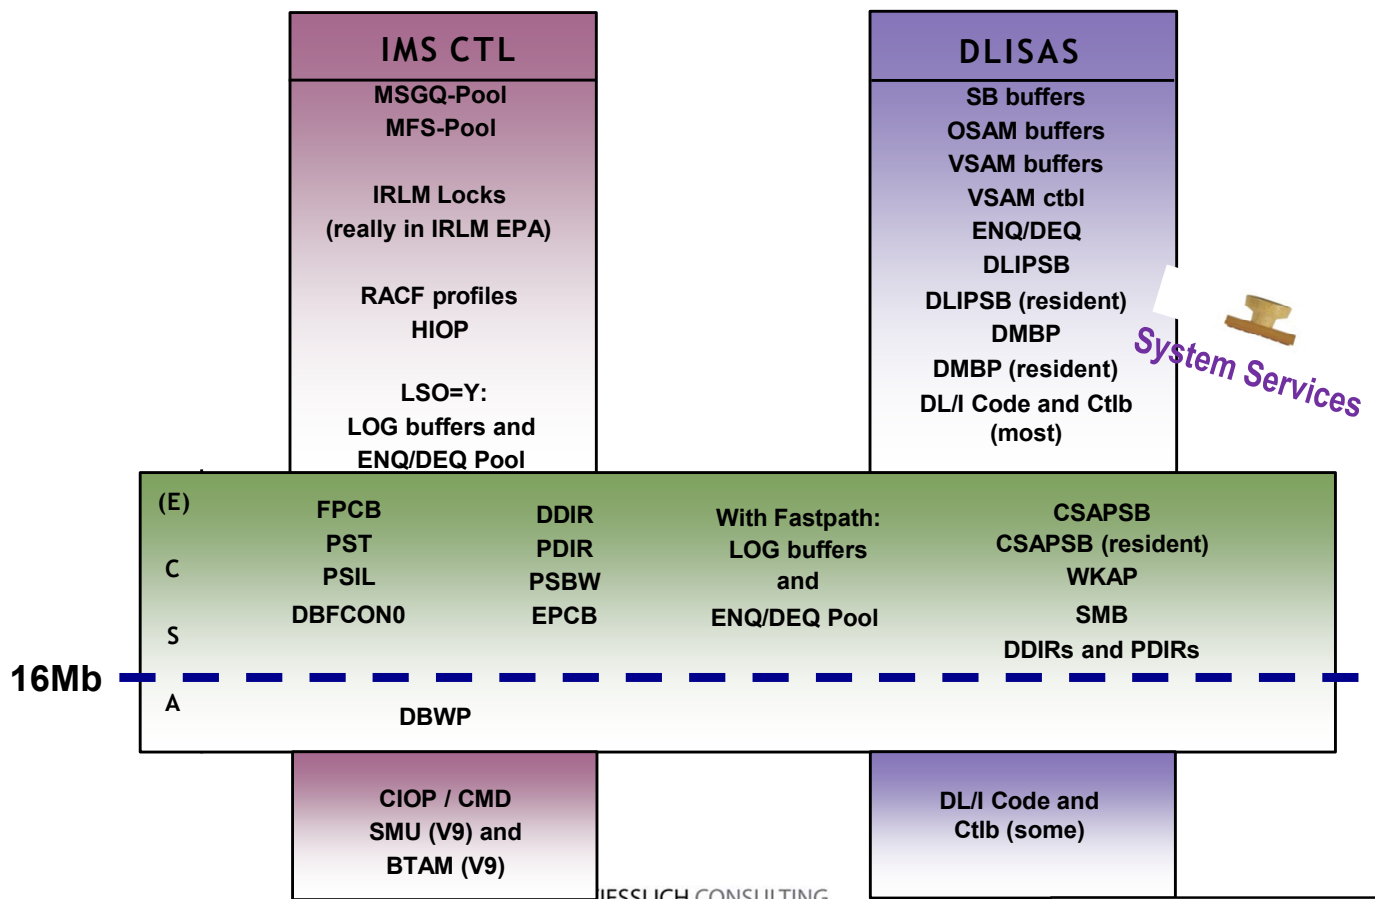 IMS CTL
MSGQ-Pool
MFS-Pool
IRLM Locks
(really in IRLM EPA)
RACF profiles
HIOP
LSO=Y:
LOG buffers and
ENQ/DEQ Pool
DLISAS
SB buffers
OSAM buffers
VSAM buffers
VSAM ctbl
ENQ/DEQ
DLIPSB
DLIPSB (resident)
DMBP
DMBP (resident)
DL/I Code and Ctlb
(most)
System Services
(E)
C
S
A
FPCB
PST
PSIL
DBFCON0
DDIR
PDIR
PSBW
EPCB
With Fastpath:
LOG buffers
and
ENQ/DEQ Pool
CSAPSB
CSAPSB (resident)
WKAP
SMB
DDIRs and PDIRs
16Mb
DBWP
CIOP / CMD
SMU (V9) and
BTAM (V9)
DL/I Code and
Ctlb (some)
CONSULTING